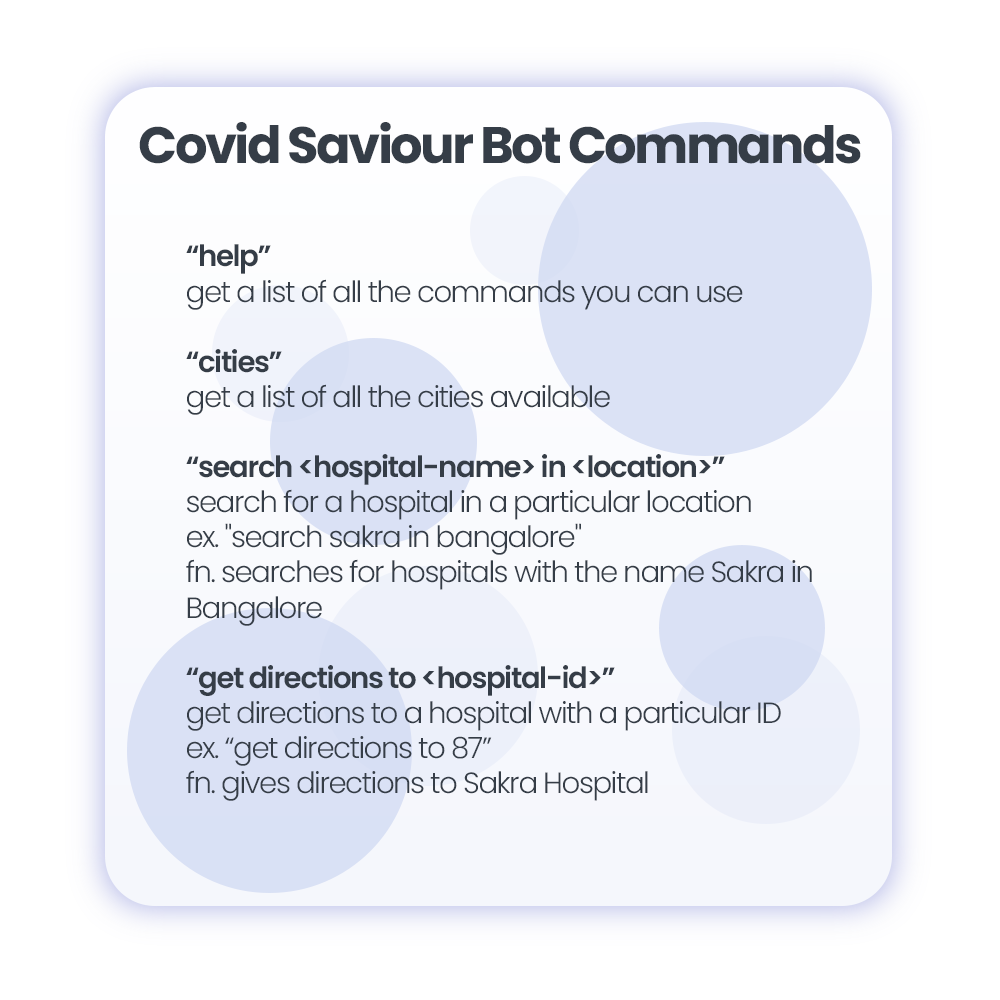 Covid Saviour Bot Commands
“help”
get a list of all the commands you can use
“cities”
get a list of all the cities available
“search <hospital-name> in <location>”
search for a hospital in a particular location
ex. "search sakra in bangalore"
fn. searches for hospitals with the name Sakra in
Bangalore
“get directions to <hospital-id>”
get directions to a hospital with a particular ID
ex. “get directions to 87”
fn. gives directions to Sakra Hospital